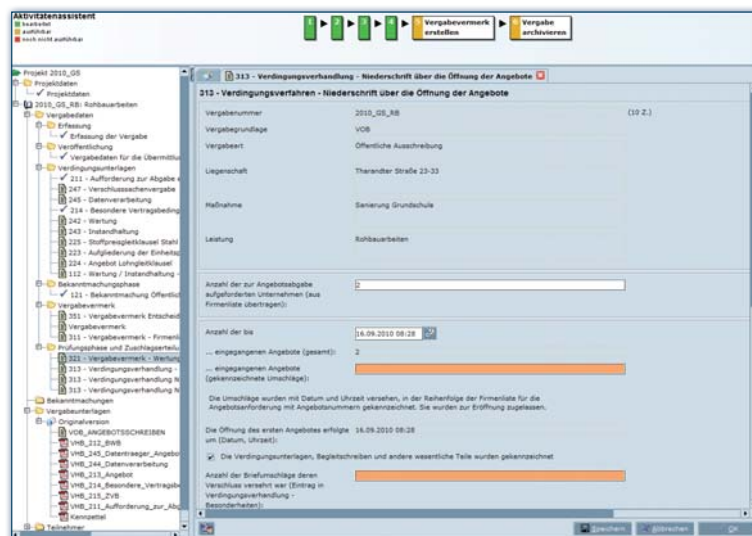 Aktivitätenassistent
bearbeitet
ausführbar
noch nicht ausführbar
1
2
3
4
5 Vergabevermerk erstellen
6 Vergabe archivieren
Projekt 2010_GS
Projektdaten
Projektdaten
2010_GS_RB: Rohbauarbeiten
Vergabedaten
Erfassung
Erfassung der Vergabe
Veröffentlichung
Vergabedaten für die Übermittlu
Verdingungsunterlagen
211 - Aufforderung zur Abgabe e
247 - Verschlusssachenvergabe
245 - Datenverarbeitung
214 - Besondere Vertragsbeding
242 - Wartung
243 - Instandhaltung
225 - Stoffpreisgleitklausel Stahl
223 - Aufgliederung der Einheitsp
224 - Angebot Lohngleitklausel
112 - Wartung / Instandhaltung -
Bekanntmachungsphase
121 - Bekanntmachung Öffentlic
Vergabevermerk
351 - Vergabevermerk Entscheid
Vergabevermerk
311 - Vergabevermerk - Firmenli
Prüfungsphase und Zuschlagserteilu
321 - Vergabevermerk - Wertung
313 - Verdingungsverhandlung -
313 - Verdingungsverhandlung N
313 - Verdingungsverhandlung N
Bekanntmachungen
Vergabeunterlagen
Originalversion
VOB_ANGEBOTSSCHREIBEN
VHB_212_BWB
VHB_245_Datentraeger_Angebo
VHB_244_Datenverarbeitung
VHB_213_Angebot
VHB_214_Besondere_Vertragsb
VHB_215_ZVB
VHB_211_Aufforderung_zur_Abg
Kennzettel
Teilnehmer
313 - Verdingungsverhandlung - Niederschrift über die Öffnung der Angebote
313 - Verdingungsverfahren - Niederschrift über die Öffnung der Angebote
Vergabenummer 2010_GS_RB (10 Z.)
Vergabegrundlage VOB
Vergabeart Öffentliche Ausschreibung
Liegenschaft Tharandter Straße 23-33
Maßnahme Sanierung Grundschule
Leistung Rohbauarbeiten
Anzahl der zur Angebotsabgabe 2
aufgeforderten Unternehmen (aus
Firmenliste übertragen):
Anzahl der bis 16.09.2010 08:28
... eingegangenen Angebote (gesamt): 2
... eingegangenen Angebote
(gekennzeichnete Umschläge):
Die Umschläge wurden mit Datum und Uhrzeit versehen, in der Reihenfolge der Firmenliste für die
Angebotsanforderung mit Angebotsnummern gekennzeichnet. Sie wurden zur Eröffnung zugelassen.
Die Öffnung des ersten Angebotes erfolgte 16.09.2010 08:28
um (Datum, Uhrzeit):
Die Verdingungsunterlagen, Begleitschreiben und andere wesentliche Teile wurden gekennzeichnet
Anzahl der Briefumschläge deren
Verschluss versehrt war (Eintrag in
Verdingungsverhandlung -
Besonderheiten):
Speichern Abbrechen OK